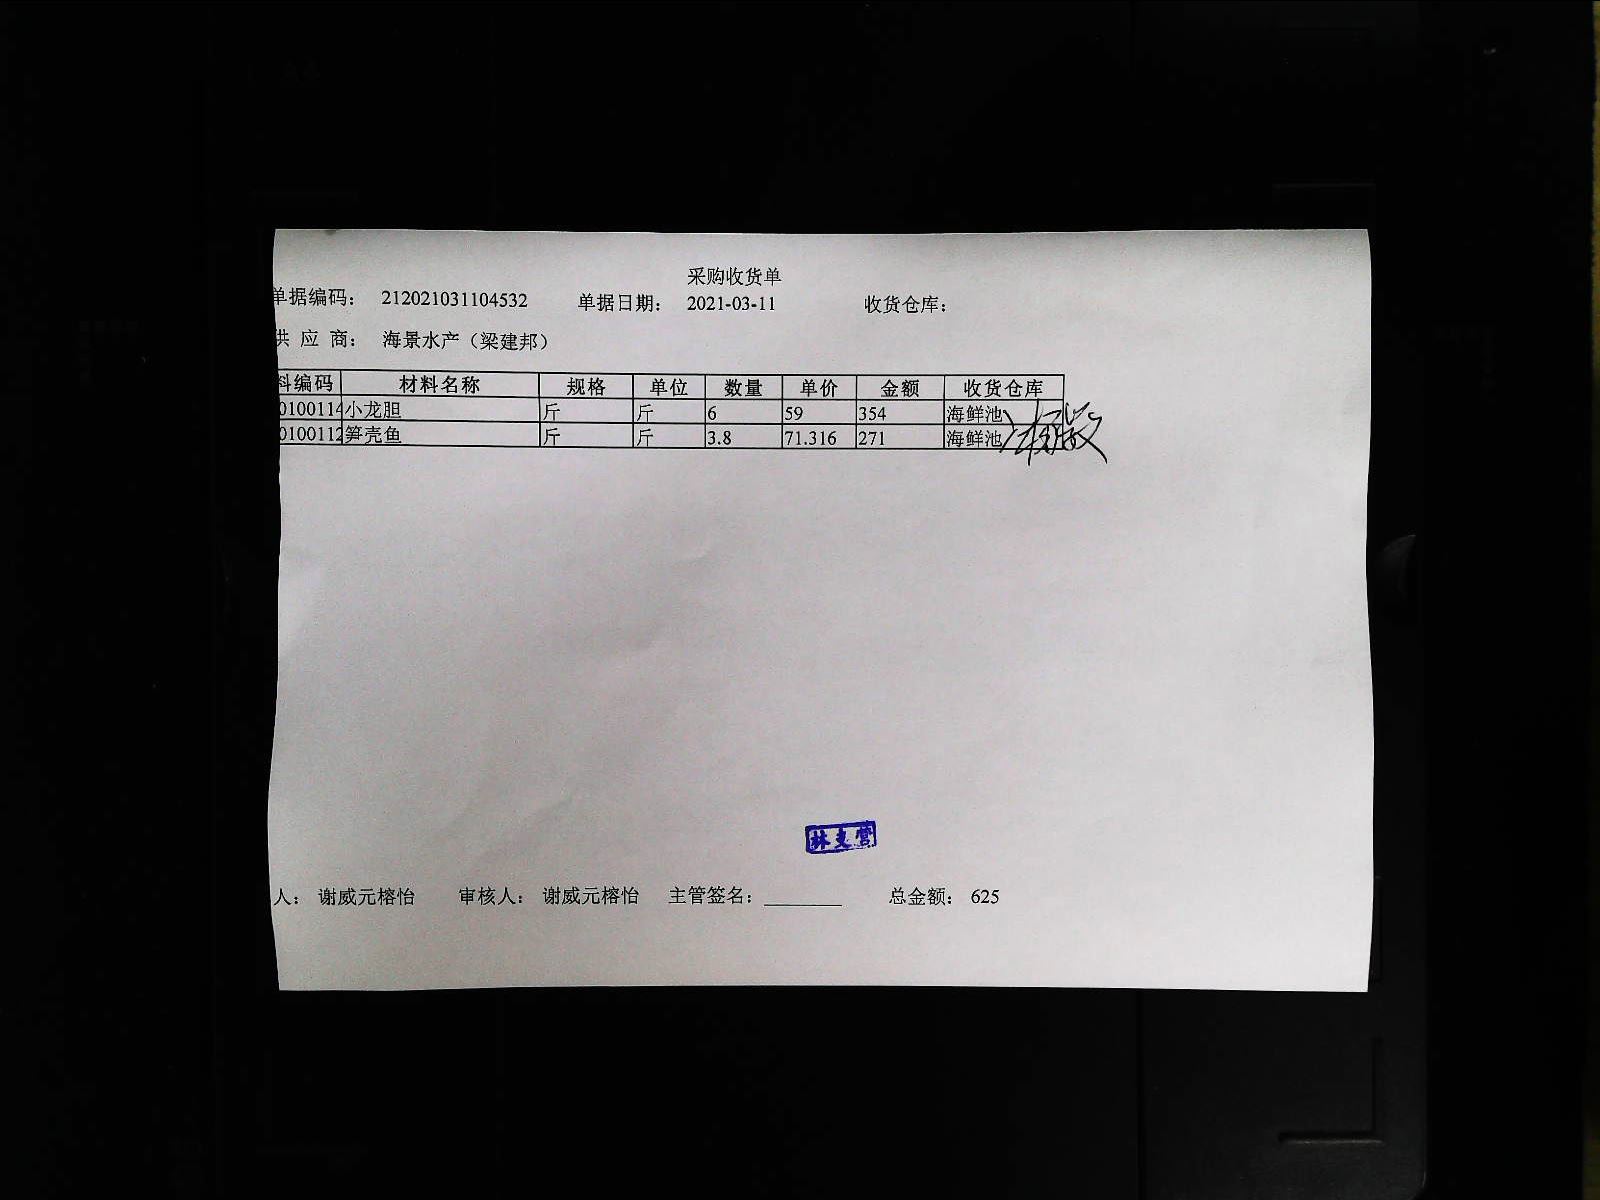 采购收货单
单据编码： 212021031104532 单据日期： 2021-03-11 收货仓库：
供 应 商： 海景水产（梁建邦）
料编码 材料名称 规格 单位 数量 单价 金额 收货仓库
0100114 小龙胆 斤 斤 6 59 354 海鲜池
0100112 笋壳鱼 斤 斤 3.8 71.316 271 海鲜池
人： 谢威元榕怡 审核人： 谢威元榕怡 主管签名：________ 总金额： 625